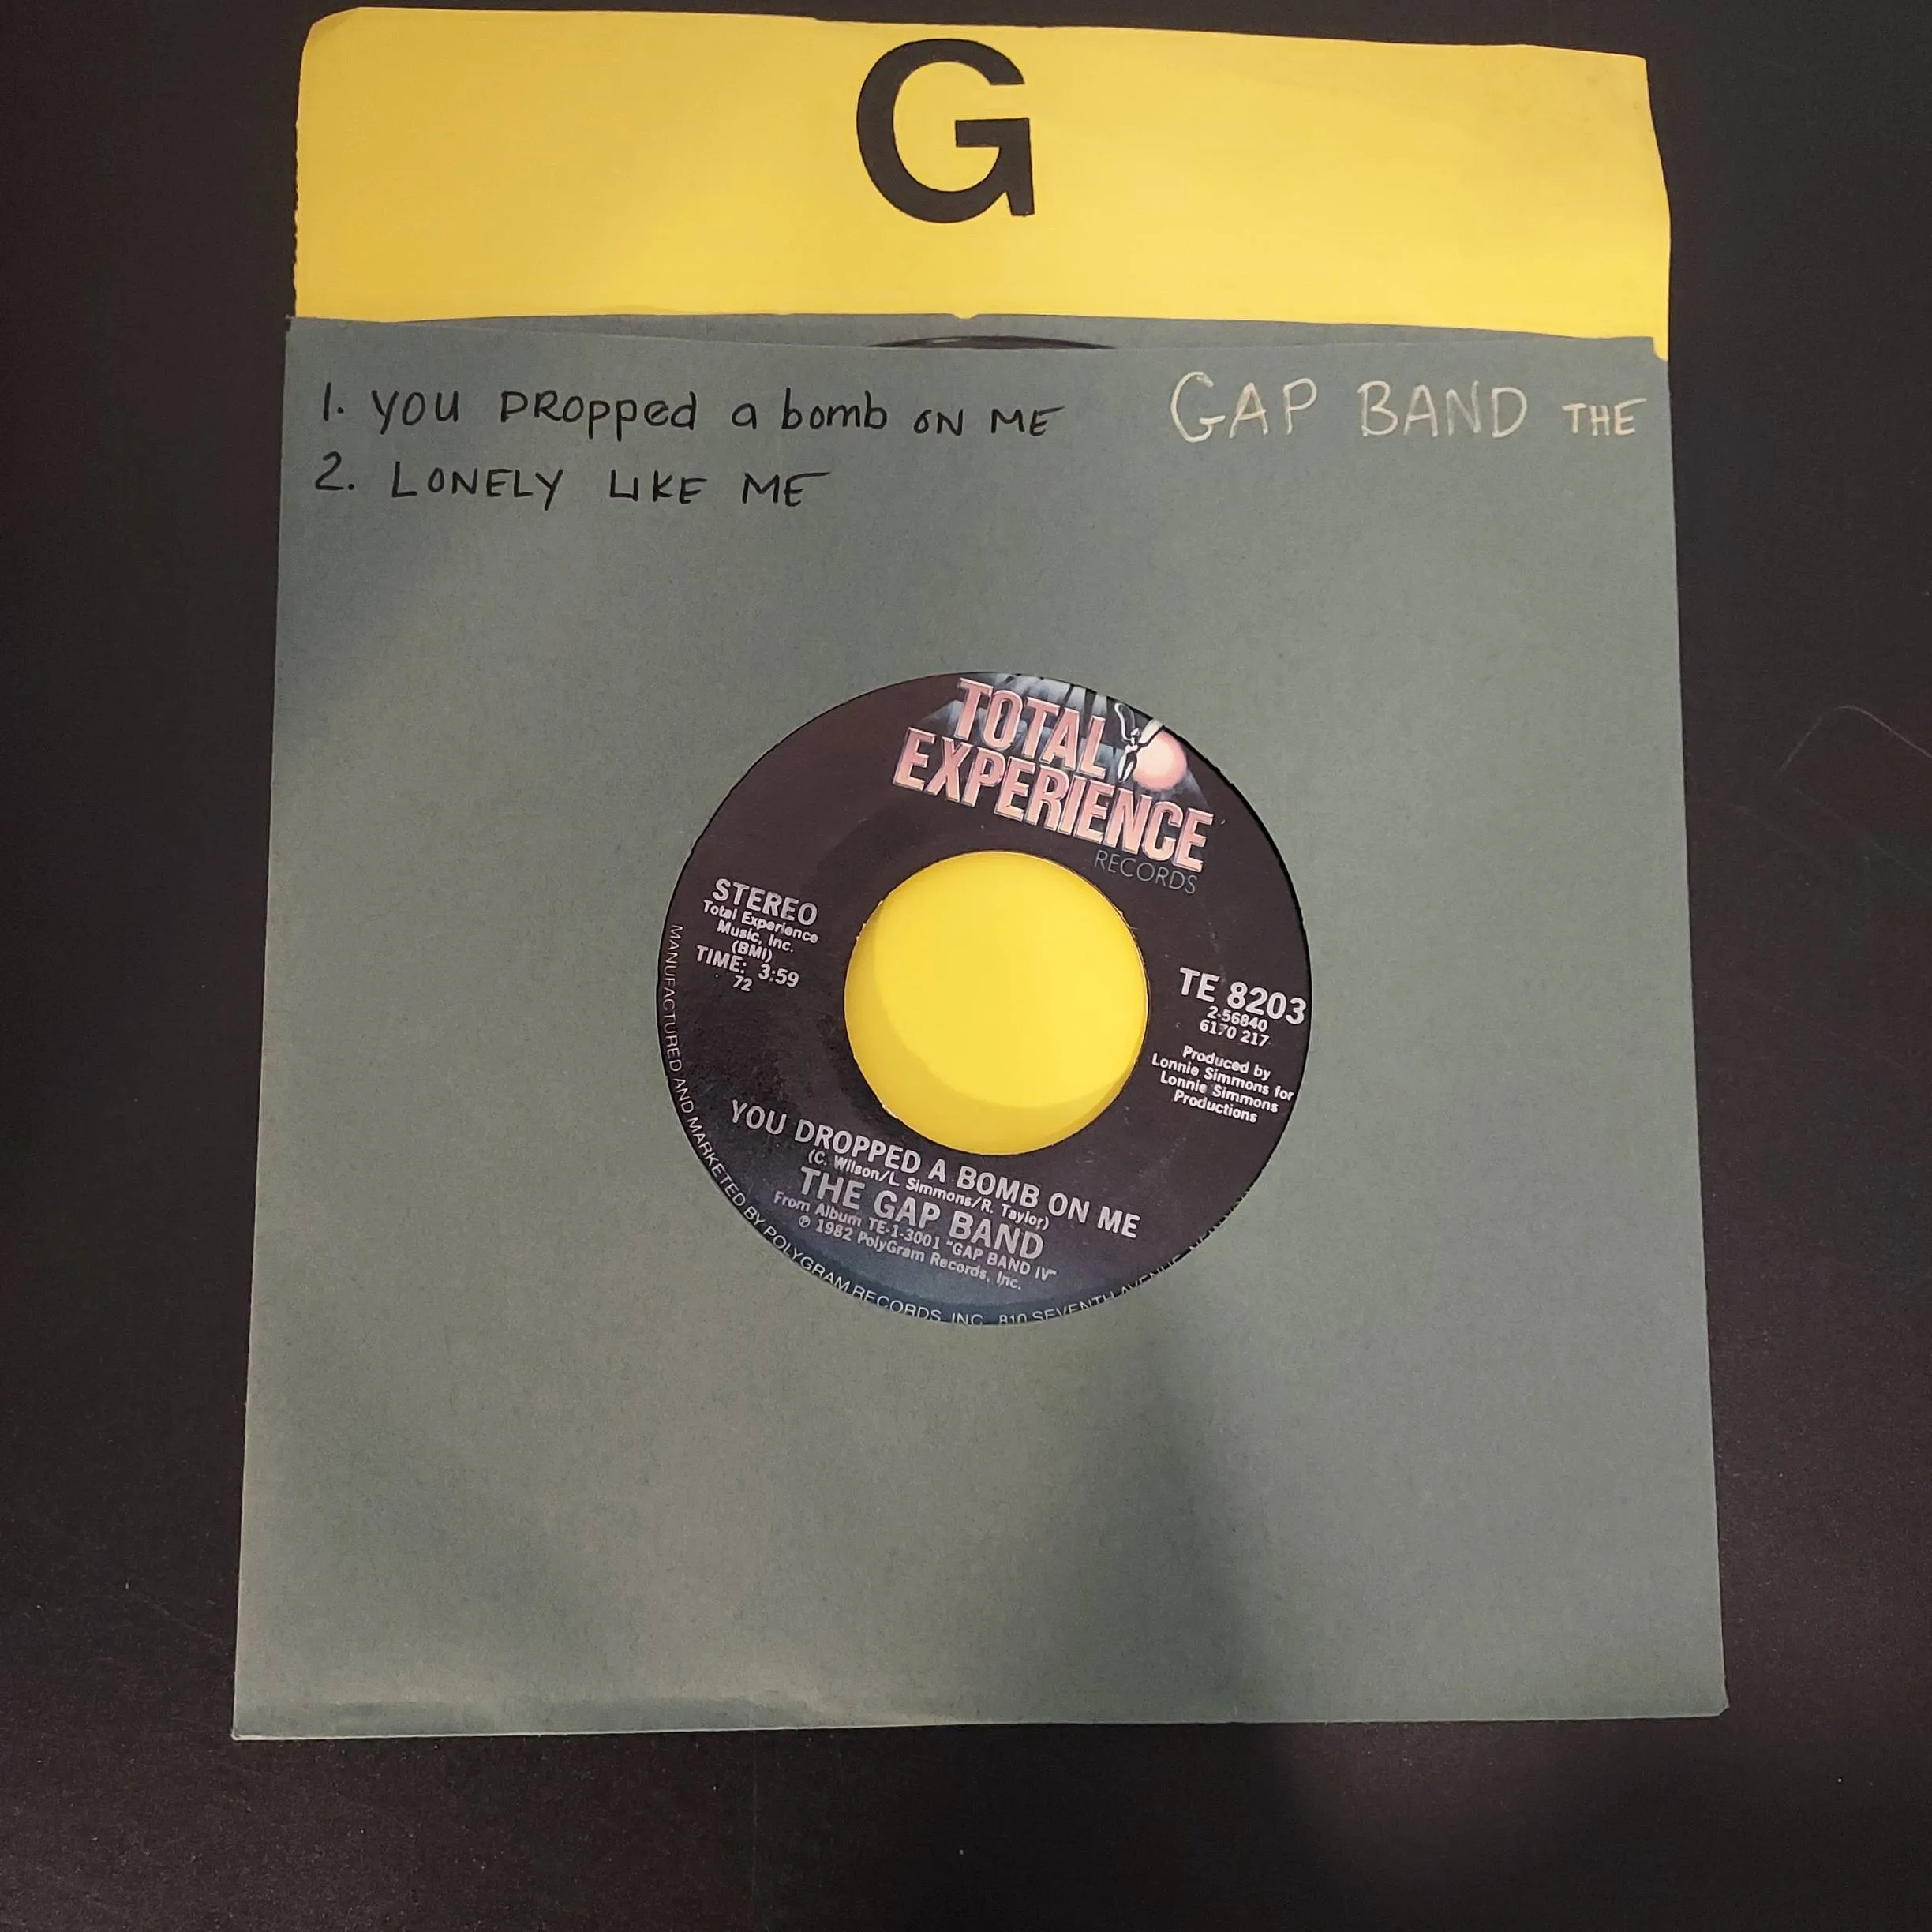 G
1. YOU DROPPED a bomb ON ME
GAP BAND THE
2. LONELY LIKE ME
TOTAL
EXPERIENCE
RECORDS
STEREO
Total Experience
Music, Inc.
(BMI)
TIME: 3:59
72
TE 8203
2-56840
6170 217
Produced by
Lonnie Simmons for
Lonnie Simmons
Productions
YOU DROPPED A BOMB ON ME
(C. Wilson/L. Simmons/R. Taylor)
THE GAP BAND
From Album TE-1-3001 "GAP BAND IV"
℗ 1982 PolyGram Records, Inc.
MANUFACTURED AND MARKETED BY POLYGRAM RECORDS, INC., 810 SEVENTH AVENUE